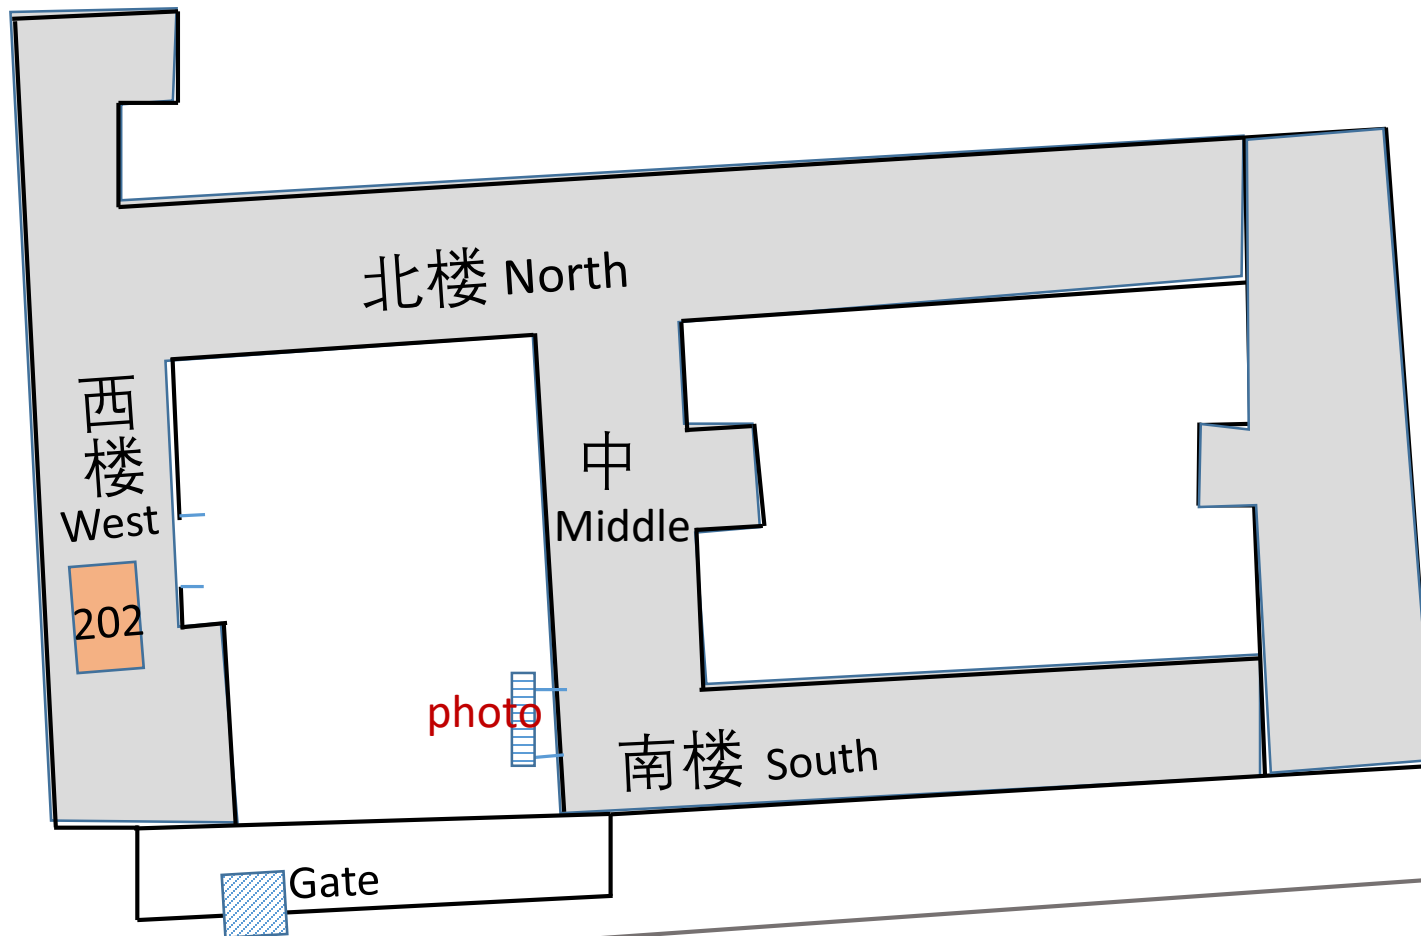 北楼 North
西
楼
West
中
Middle
202
photo
南楼 South
Gate